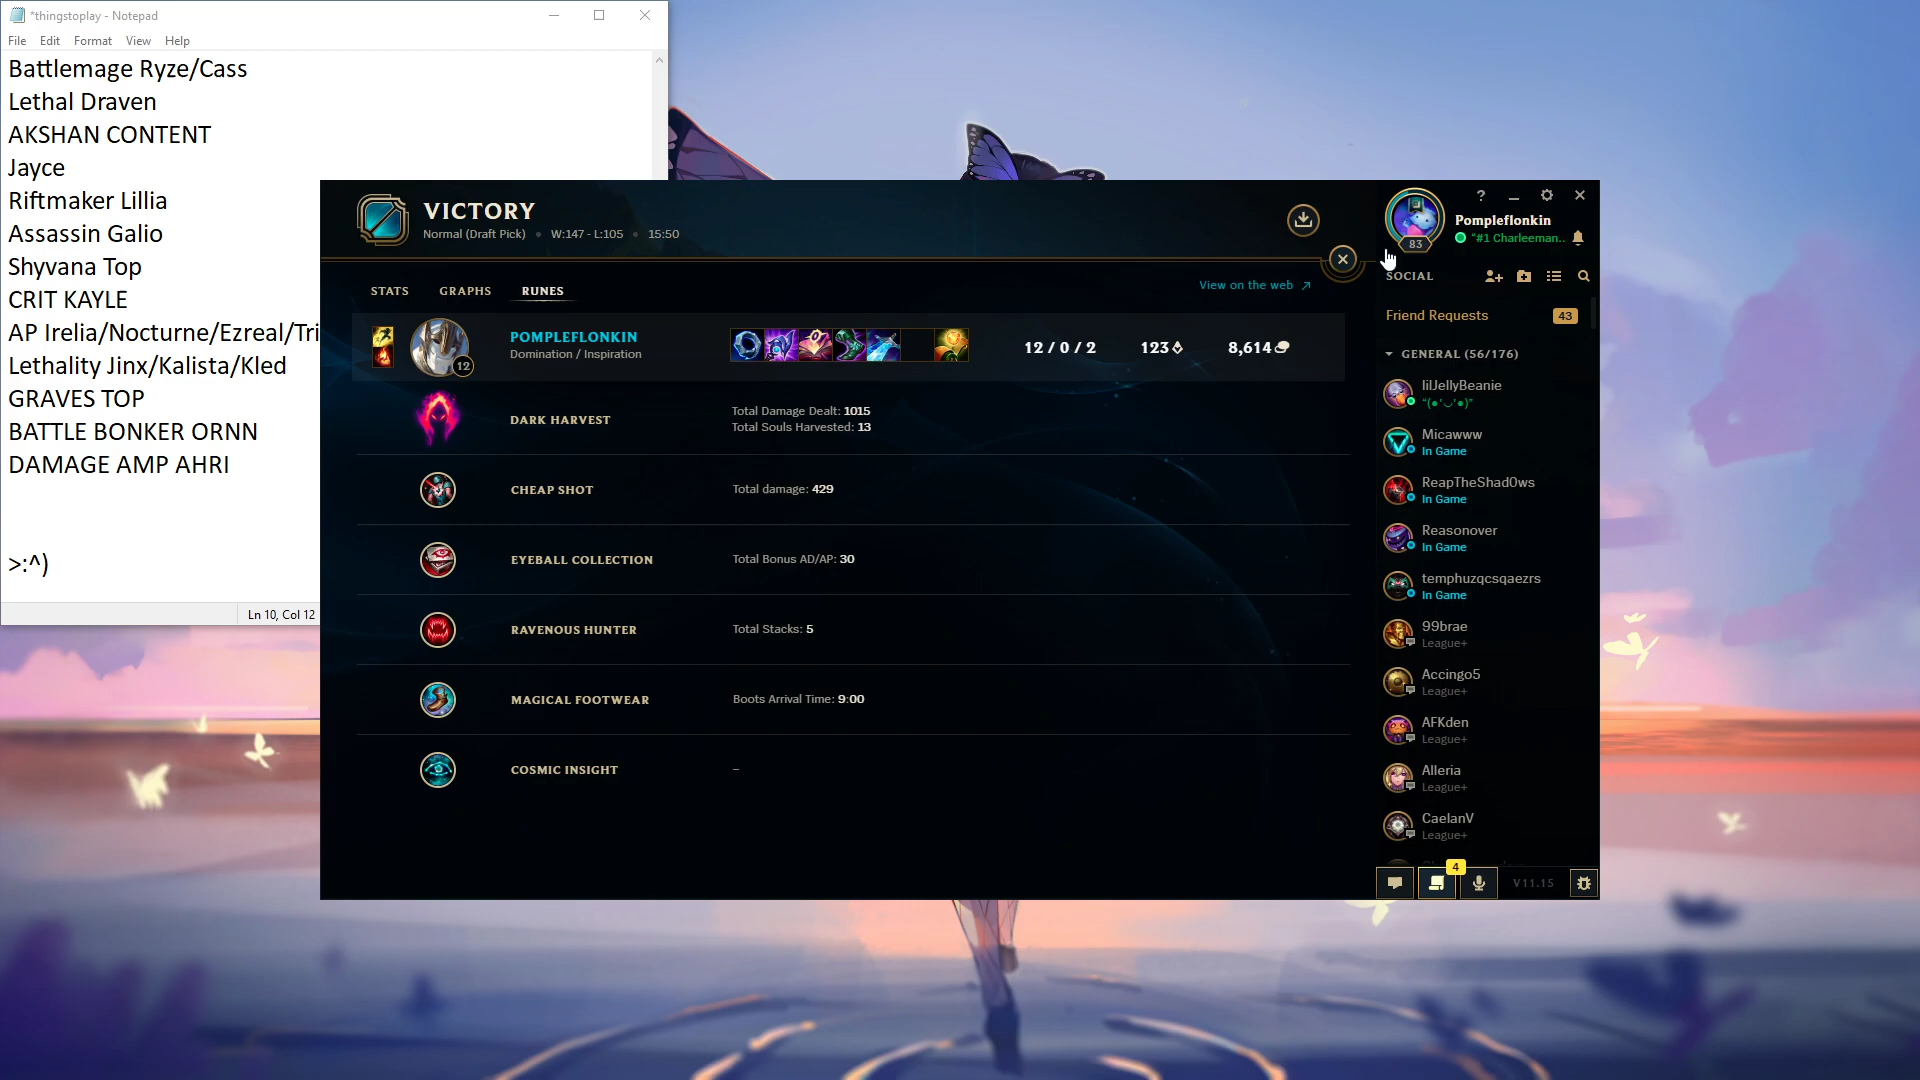 *thingstoplay - Notepad
File Edit Format View Help
Battlemage Ryze/Cass
Lethal Draven
AKSHAN CONTENT
Jayce
Riftmaker Lillia
Assassin Galio
Shyvana Top
CRIT KAYLE
AP Irelia/Nocturne/Ezreal/Tri
Lethality Jinx/Kalista/Kled
GRAVES TOP
BATTLE BONKER ORNN
DAMAGE AMP AHRI
>:^)
Ln 10, Col 12
VICTORY
Normal (Draft Pick) • W:147 - L:105 • 15:50
STATS GRAPHS RUNES
View on the web
12
POMPLEFLONKIN
Domination / Inspiration
12 / 0 / 2 123 8,614
DARK HARVEST
Total Damage Dealt: 1015
Total Souls Harvested: 13
CHEAP SHOT Total damage: 429
EYEBALL COLLECTION Total Bonus AD/AP: 30
RAVENOUS HUNTER Total Stacks: 5
MAGICAL FOOTWEAR Boots Arrival Time: 9:00
COSMIC INSIGHT –
?
83
Pompleflonkin
"#1 Charleeman..
SOCIAL
Friend Requests 43
GENERAL (56/176)
lilJellyBeanie
"(●'◡'●)"
Micawww
In Game
ReapTheShad0ws
In Game
Reasonover
In Game
temphuzqcsqaezrs
In Game
99brae
League+
Accingo5
League+
AFKden
League+
Alleria
League+
CaelanV
League+
4
V11.15